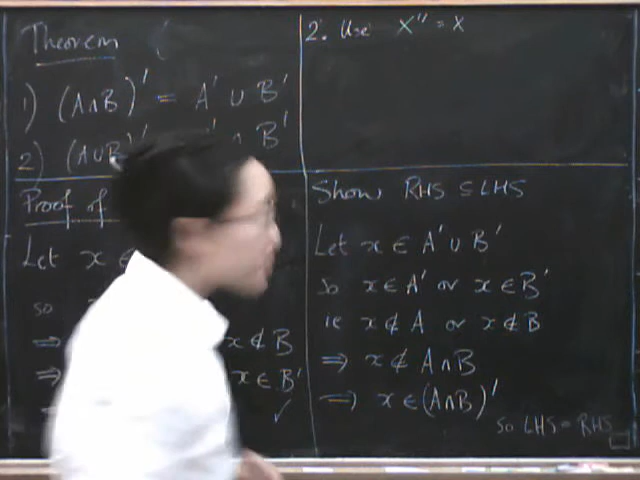 Theorem (
1) (A∩B)' = A' ∪ B'
2) (A∪B)' ' ∩ B'
Proof of
Let x ∈
so
⇒ x ∉ B
⇒ x ∈ B'
✓
2. Use X'' = X
Show RHS ⊆ LHS
Let x ∈ A' ∪ B'
so x ∈ A' or x ∈ B'
ie x ∉ A or x ∉ B
⇒ x ∉ A∩B
⇒ x ∈ (A∩B)'
so LHS = RHS